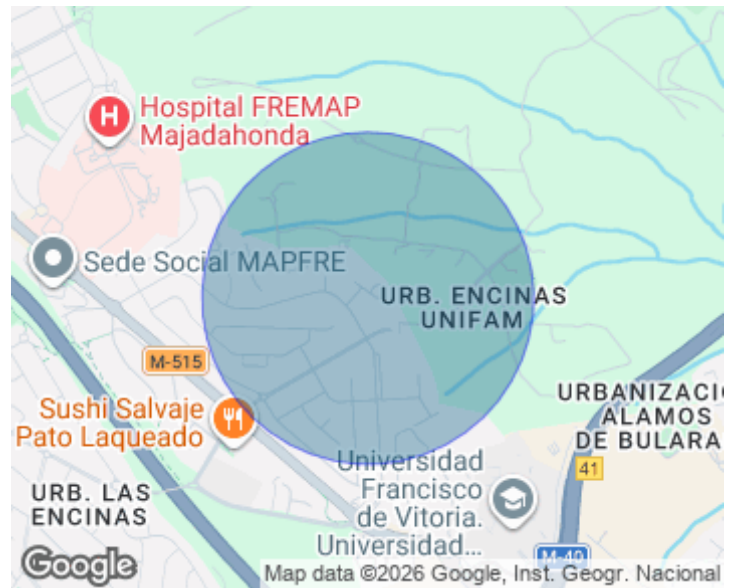 H
Hospital FREMAP
Majadahonda
Sede Social MAPFRE
URB. ENCINAS
UNIFAM
M-515
Sushi Salvaje
Pato Laqueado
URBANIZACI
ALAMOS
DE BULARA
41
Universidad
Francisco
de Vitoria.
Universidad...
URB. LAS
ENCINAS
M-40
Google
Map data ©2026 Google, Inst. Geogr. Nacional